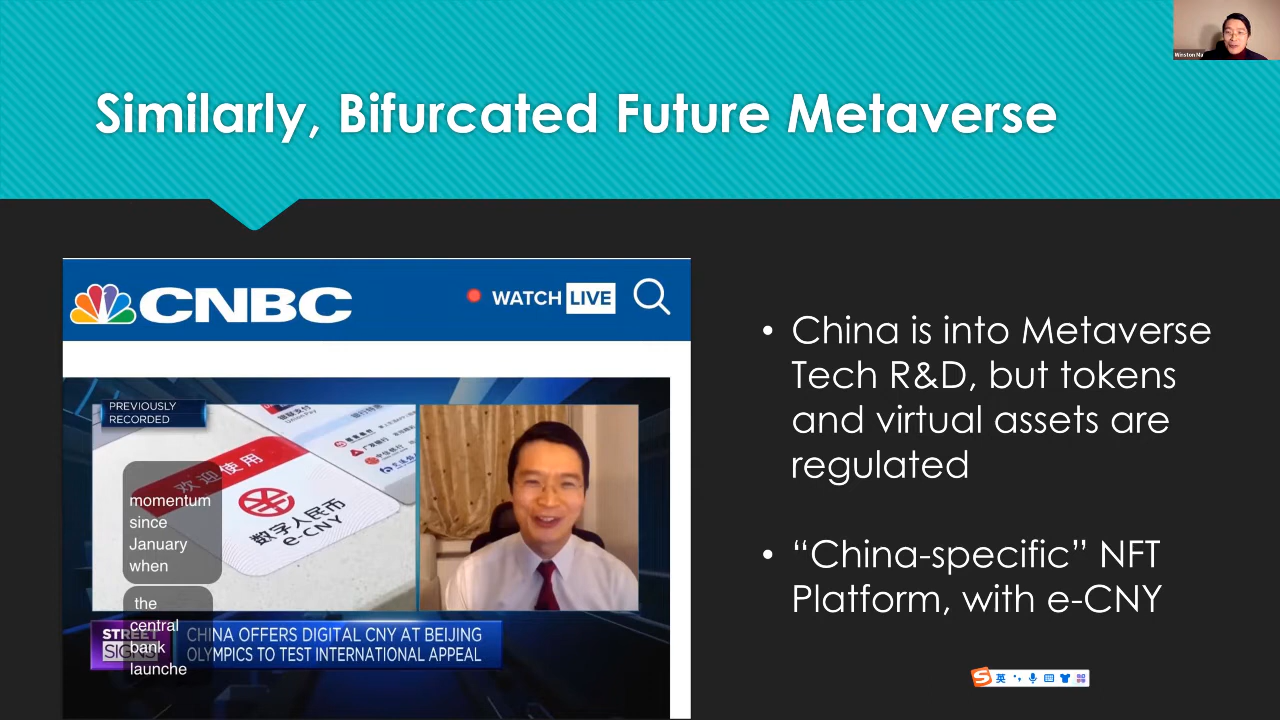 Winston Ma
Similarly, Bifurcated Future Metaverse
CNBC
WATCH LIVE
PREVIOUSLY
RECORDED
欢迎使用
数字人民币
e-CNY
momentum
since
January
when
the
central
bank
launche
STREET
SIGNS
CHINA OFFERS DIGITAL CNY AT BEIJING
OLYMPICS TO TEST INTERNATIONAL APPEAL
• China is into Metaverse
Tech R&D, but tokens
and virtual assets are
regulated
• “China-specific” NFT
Platform, with e-CNY
英